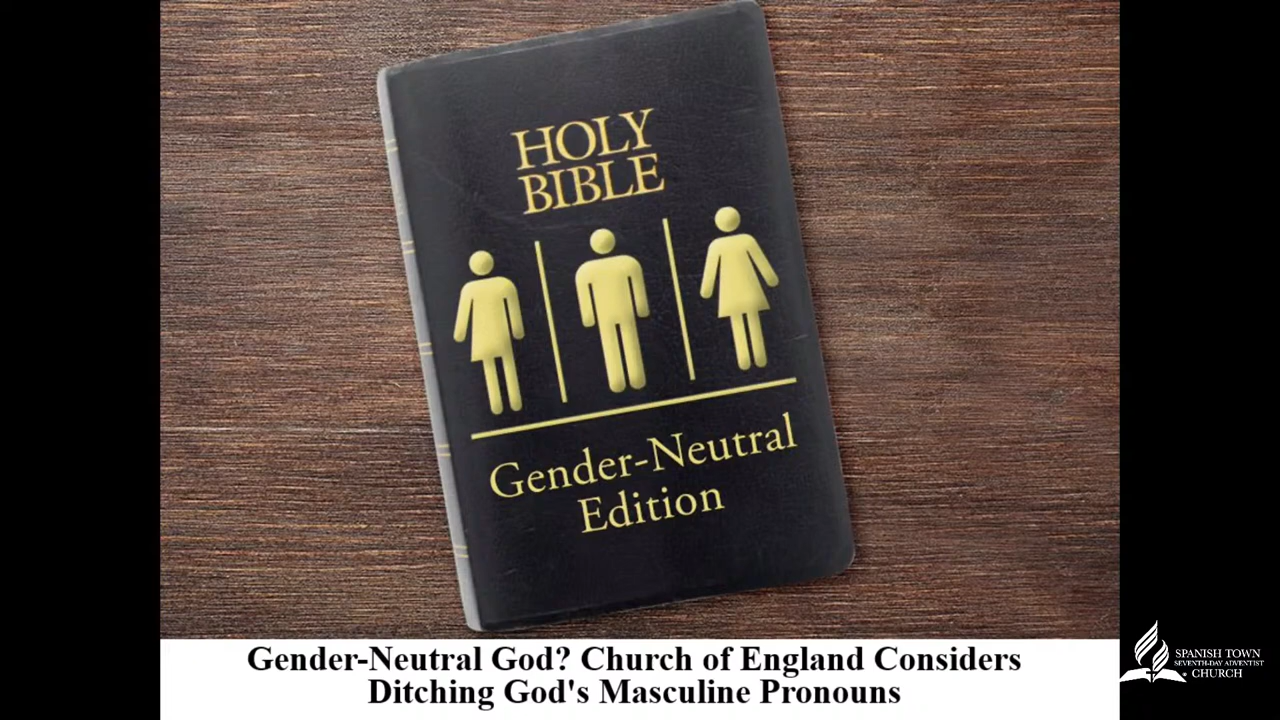 HOLY
BIBLE
Gender-Neutral
Edition
Gender-Neutral God? Church of England Considers
Ditching God's Masculine Pronouns
SPANISH TOWN
SEVENTH-DAY ADVENTIST
CHURCH